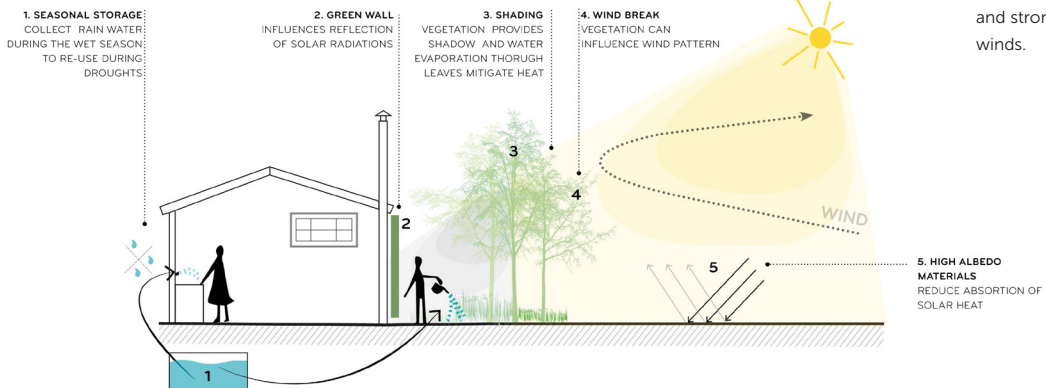 1. SEASONAL STORAGE
COLLECT RAIN WATER
DURING THE WET SEASON
TO RE-USE DURING
DROUGHTS
2. GREEN WALL
INFLUENCES REFLECTION
OF SOLAR RADIATIONS
3. SHADING
VEGETATION PROVIDES
SHADOW AND WATER
EVAPORATION THORUGH
LEAVES MITIGATE HEAT
4. WIND BREAK
VEGETATION CAN
INFLUENCE WIND PATTERN
and stron
winds.
3
4
2
WIND
5
5. HIGH ALBEDO
MATERIALS
REDUCE ABSORTION OF
SOLAR HEAT
1